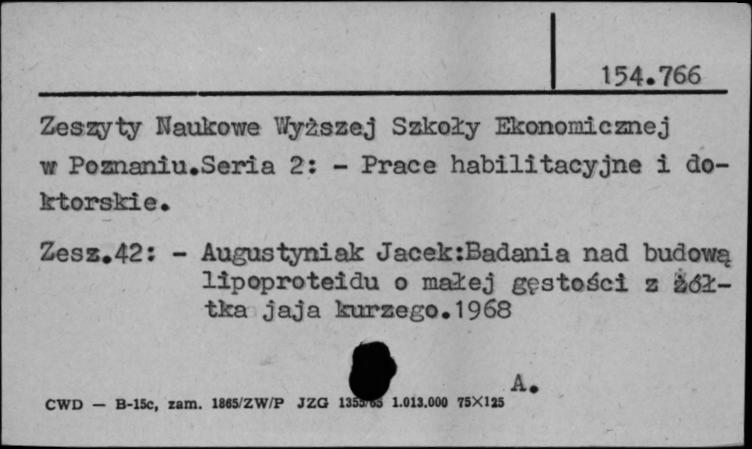 154.766
Zeszyty Naukowe Wyższej Szkoły Ekonomicznej
w Poznaniu.Seria 2: - Prace habilitacyjne i do-
ktorskie.
Zesz.42: - Augustyniak Jacek:Badania nad budową
lipoproteidu o małej gęstości z żół-
tka jaja kurzego.1968
A.
CWD — B-15c, zam. 1865/ZW/P JZG 1.013.000 75X125